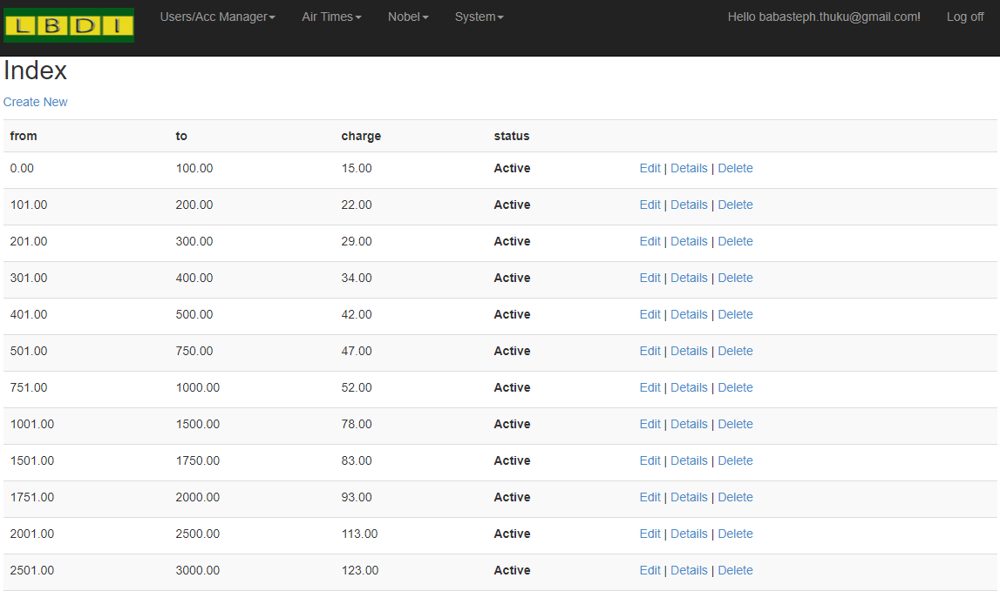 L B D I Users/Acc Manager Air Times Nobel System Hello babasteph.thuku@gmail.com! Log off
Index
Create New
from to charge status
0.00 100.00 15.00 Active Edit | Details | Delete
101.00 200.00 22.00 Active Edit | Details | Delete
201.00 300.00 29.00 Active Edit | Details | Delete
301.00 400.00 34.00 Active Edit | Details | Delete
401.00 500.00 42.00 Active Edit | Details | Delete
501.00 750.00 47.00 Active Edit | Details | Delete
751.00 1000.00 52.00 Active Edit | Details | Delete
1001.00 1500.00 78.00 Active Edit | Details | Delete
1501.00 1750.00 83.00 Active Edit | Details | Delete
1751.00 2000.00 93.00 Active Edit | Details | Delete
2001.00 2500.00 113.00 Active Edit | Details | Delete
2501.00 3000.00 123.00 Active Edit | Details | Delete